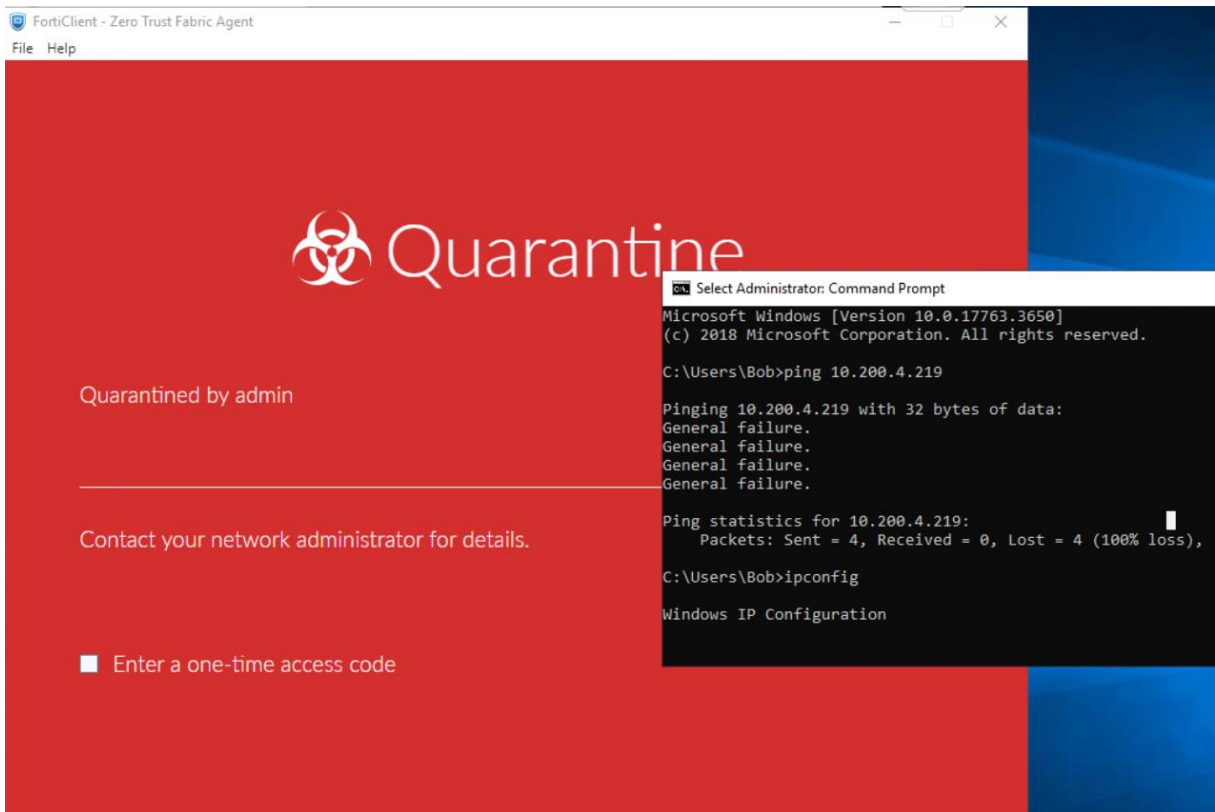 FortiClient - Zero Trust Fabric Agent
File Help
Quarantine
Quarantined by admin
Contact your network administrator for details.
Enter a one-time access code
Select Administrator: Command Prompt
Microsoft Windows [Version 10.0.17763.3650]
(c) 2018 Microsoft Corporation. All rights reserved.
C:\Users\Bob>ping 10.200.4.219
Pinging 10.200.4.219 with 32 bytes of data:
General failure.
General failure.
General failure.
General failure.
Ping statistics for 10.200.4.219:
Packets: Sent = 4, Received = 0, Lost = 4 (100% loss),
C:\Users\Bob>ipconfig
Windows IP Configuration